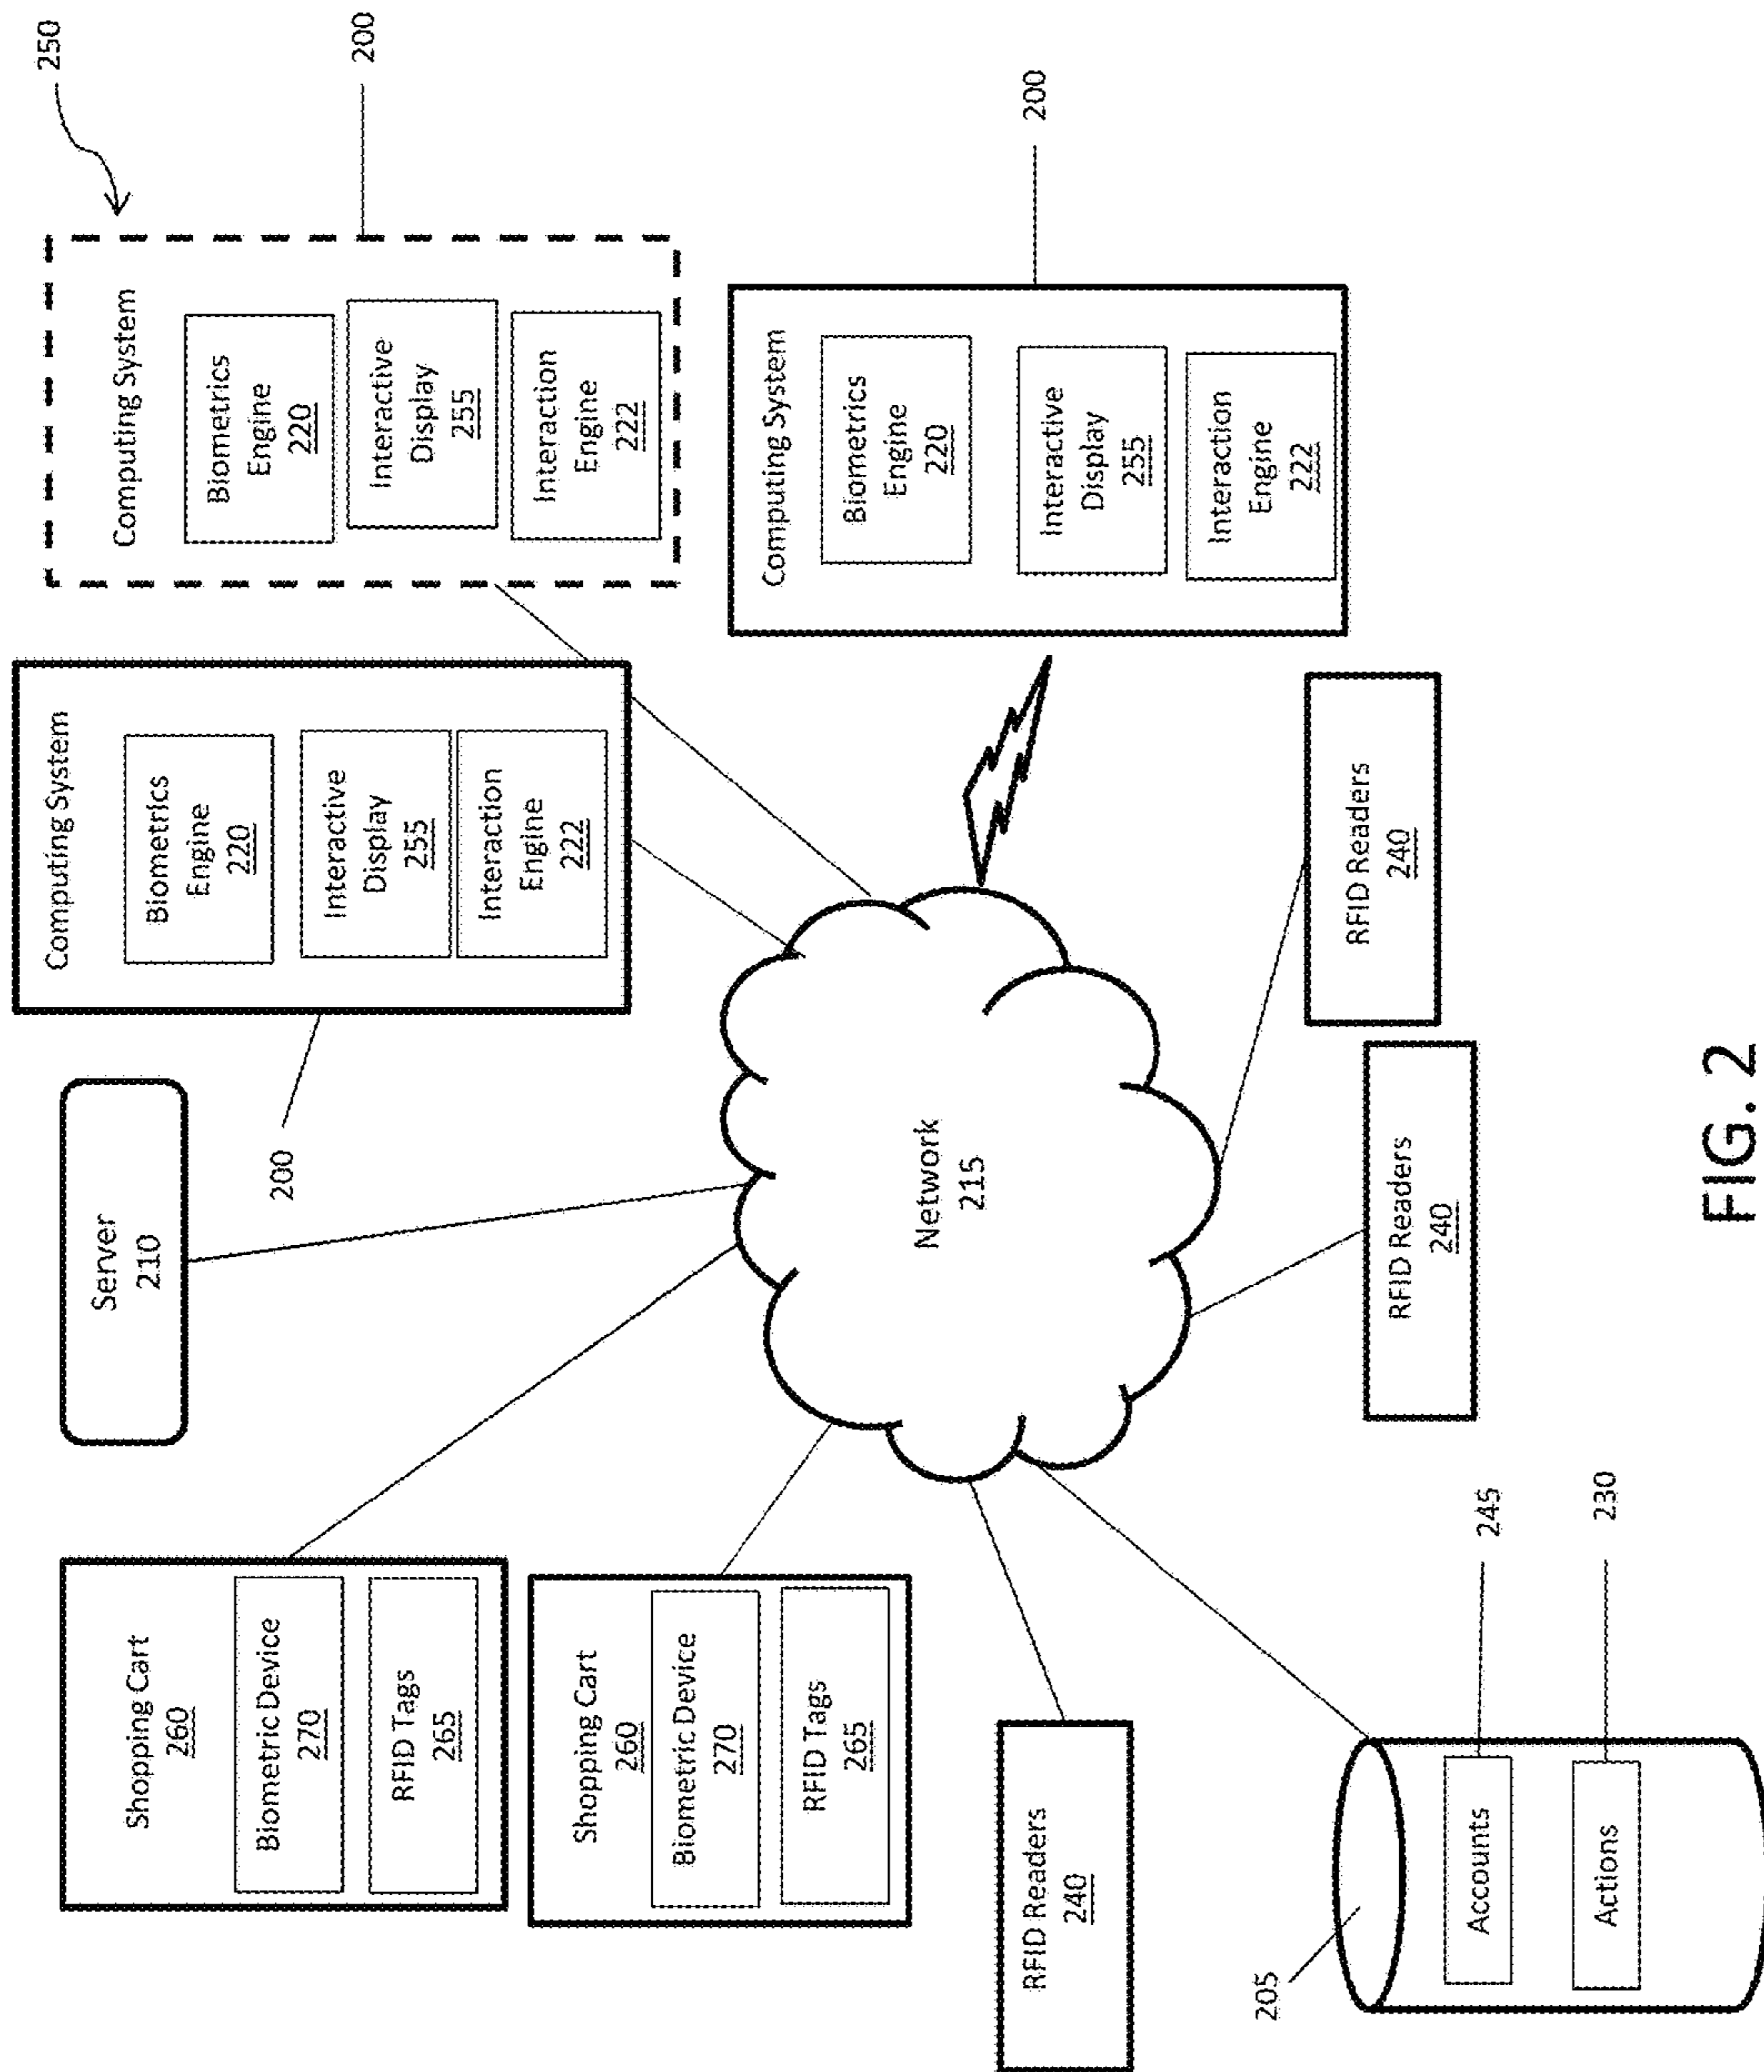 Shopping Cart
260
Biometric Device
270
RFID Tags
265
Shopping Cart
260
Biometric Device
270
RFID Tags
265
Server
210
200
Computing System
Biometrics
Engine
220
Interactive
Display
255
Interaction
Engine
222
250
200
Computing System
Biometrics
Engine
220
Interactive
Display
255
Interaction
Engine
222
200
Computing System
Biometrics
Engine
220
Interactive
Display
255
Interaction
Engine
222
Network
215
RFID Readers
240
205
Accounts
245
Actions
230
RFID Readers
240
RFID Readers
240
FIG. 2